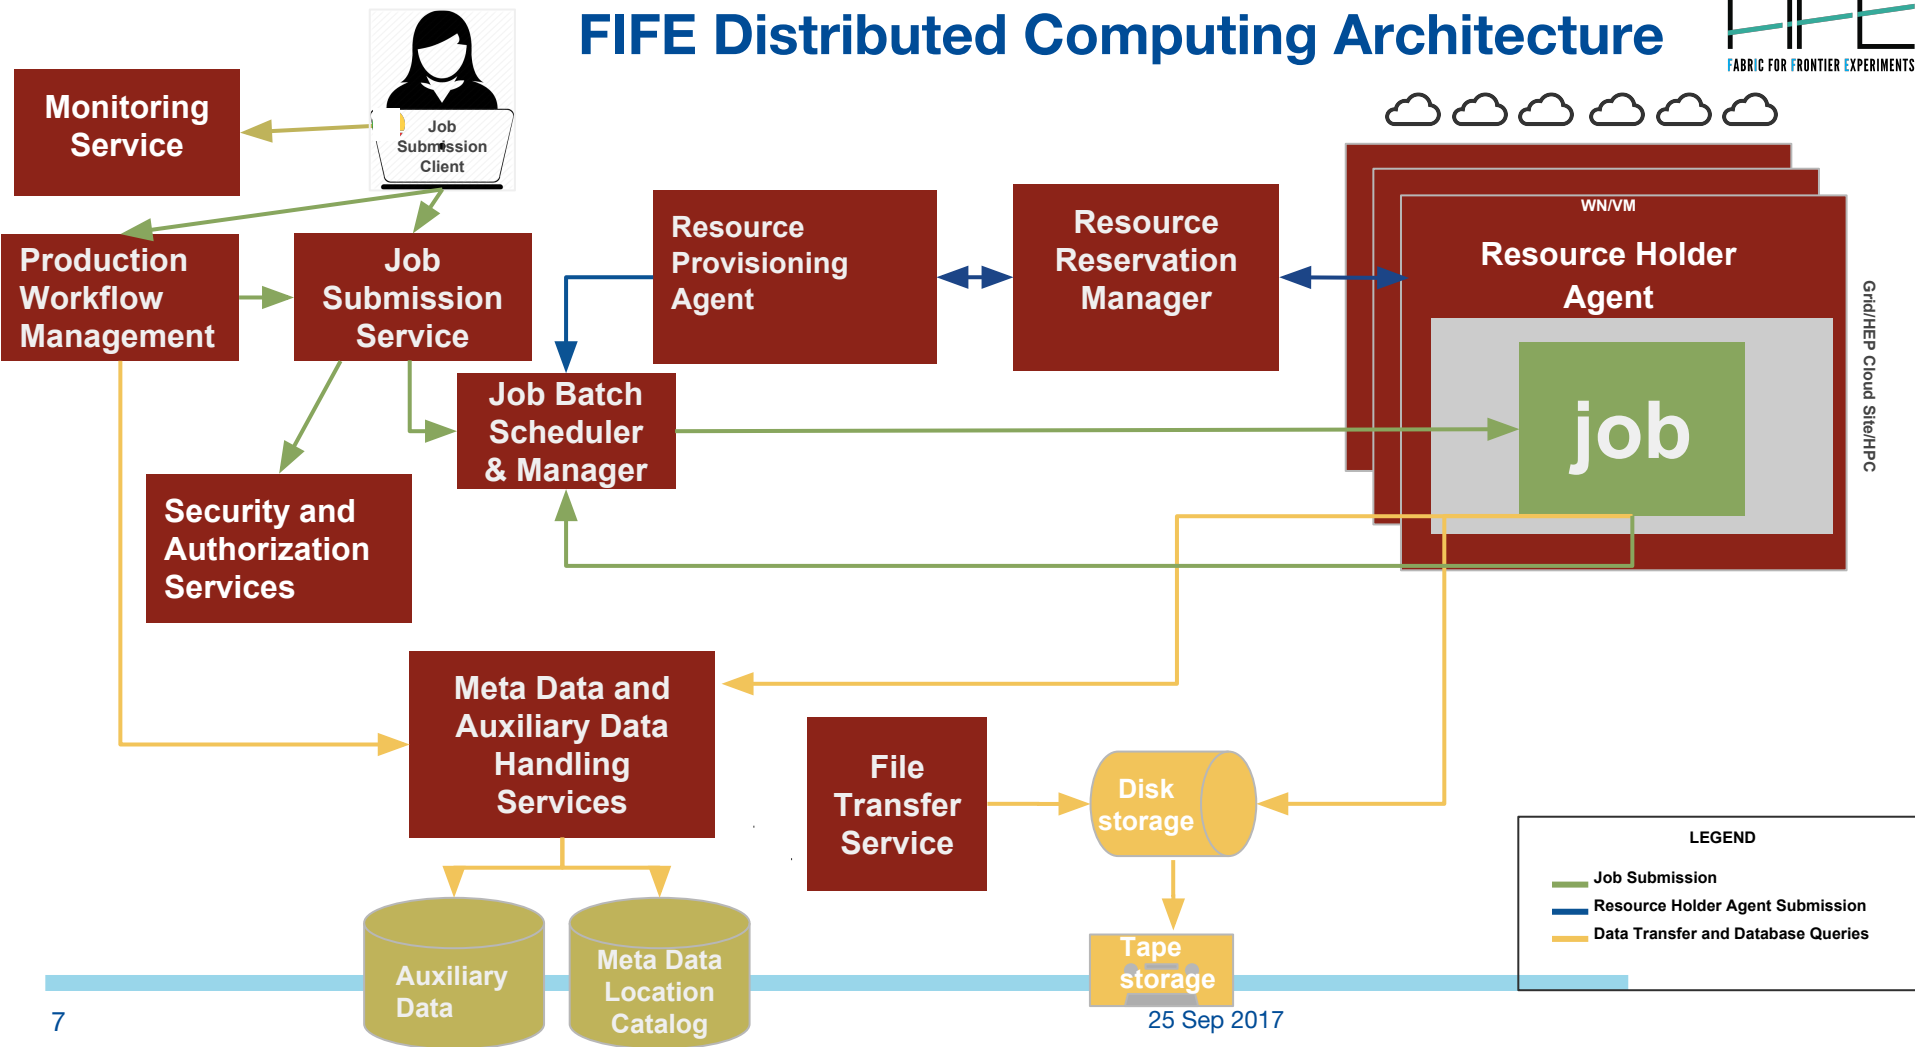 FIFE Distributed Computing Architecture
FABRIC FOR FRONTIER EXPERIMENTS
Monitoring
Service
Job
Submission
Client
WN/VM
Production
Workflow
Management
Job
Submission
Service
Resource
Provisioning
Agent
Resource
Reservation
Manager
Resource Holder
Agent
Grid/HEP Cloud Site/HPC
Job Batch
Scheduler
& Manager
job
Security and
Authorization
Services
Meta Data and
Auxiliary Data
Handling
Services
File
Transfer
Service
Disk
storage
LEGEND
Job Submission
Resource Holder Agent Submission
Data Transfer and Database Queries
Auxiliary
Data
Meta Data
Location
Catalog
Tape
storage
7
25 Sep 2017